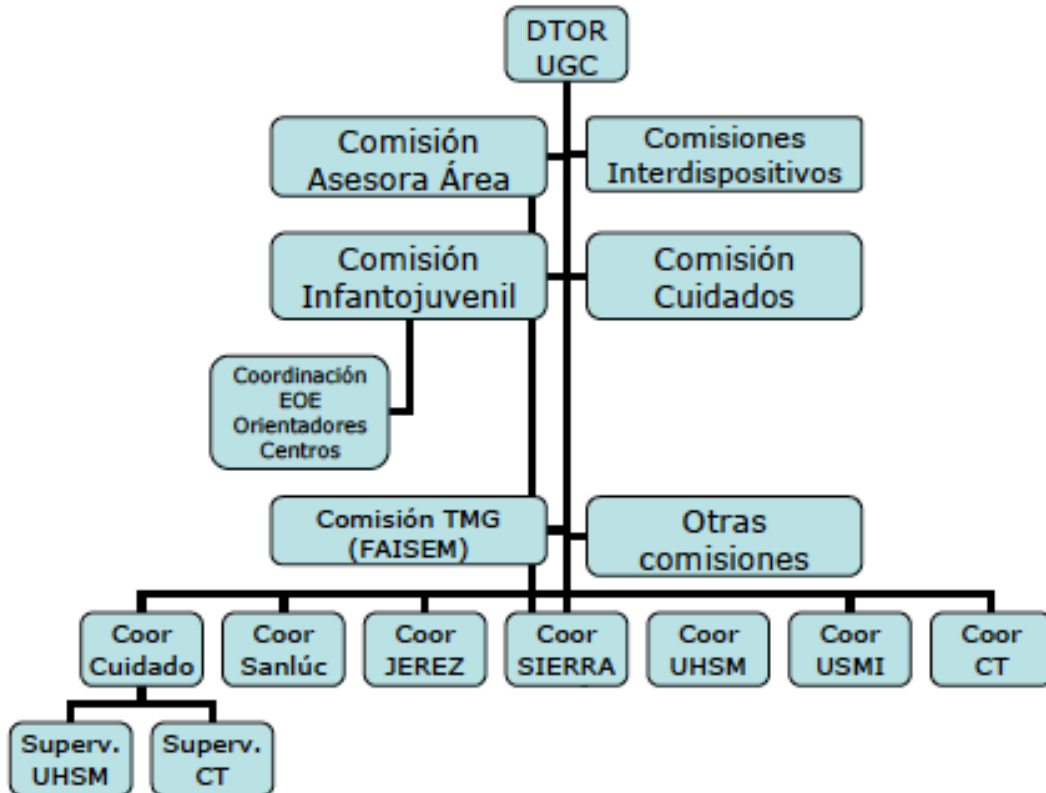 DTOR
UGC
Comisión
Asesora Área
Comisiones
Interdispositivos
Comisión
Infantojuvenil
Comisión
Cuidados
Coordinación
EOE
Orientadores
Centros
Comisión TMG
(FAISEM)
Otras
comisiones
Coor
Cuidado
Coor
Sanlúc
Coor
JEREZ
Coor
SIERRA
Coor
UHSM
Coor
USMI
Coor
CT
Superv.
UHSM
Superv.
CT